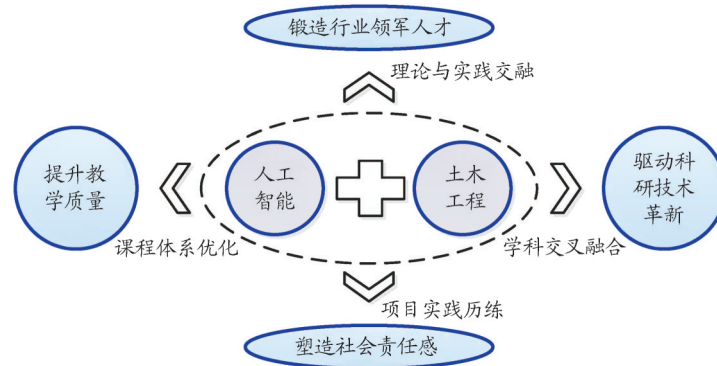 锻造行业领军人才
理论与实践交融
提升教
学质量
人工
智能
土木
工程
驱动科
研技术
革新
课程体系优化
学科交叉融合
项目实践历练
塑造社会责任感